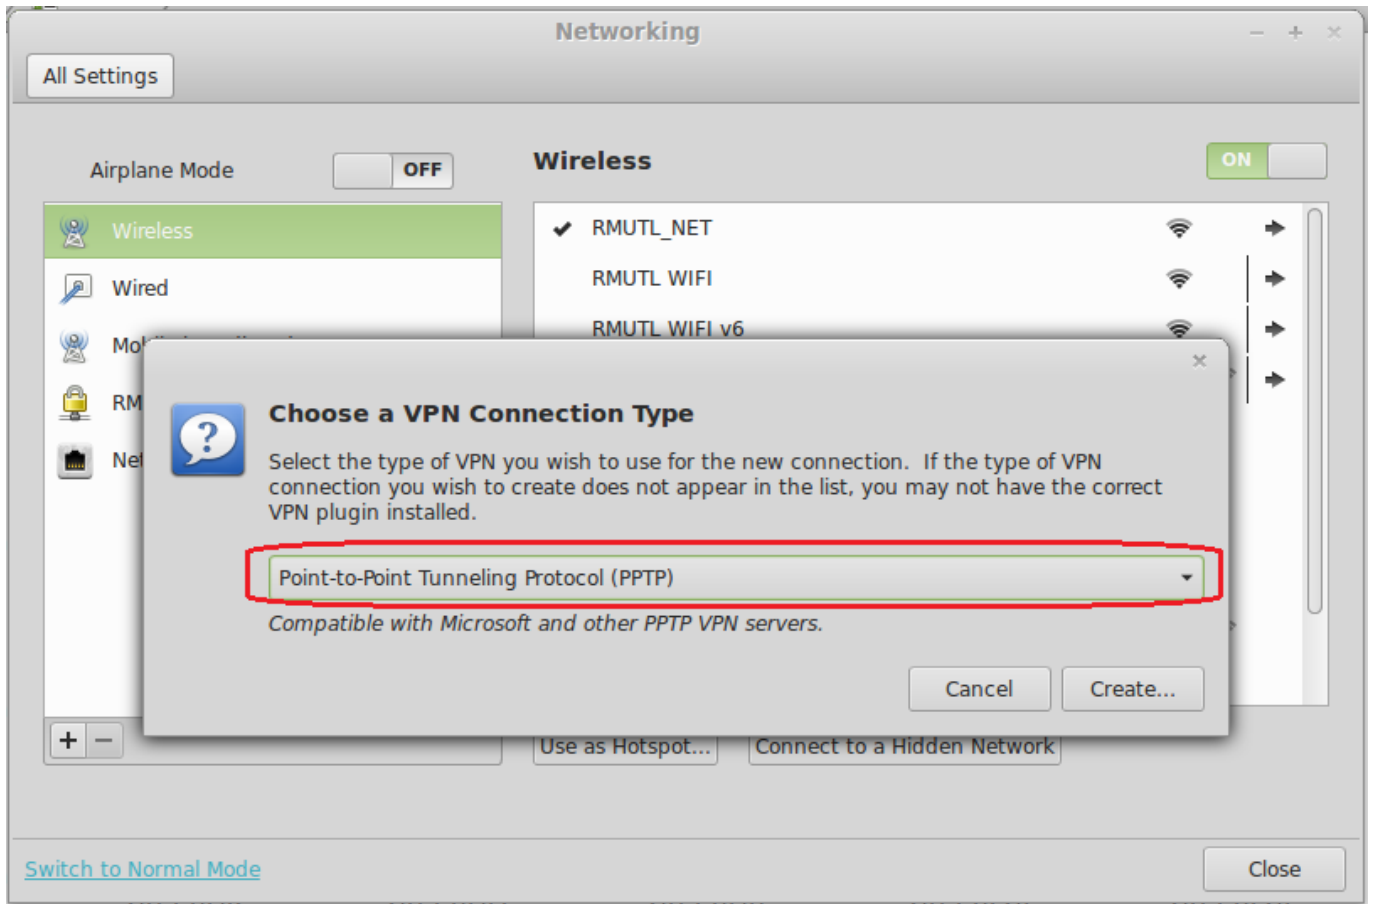 Networking
All Settings
Airplane Mode
OFF
Wireless
ON
Wireless
Wired
RMUTL_NET
RMUTL WIFI
RMUTL WIFI v6
Choose a VPN Connection Type
Select the type of VPN you wish to use for the new connection. If the type of VPN
connection you wish to create does not appear in the list, you may not have the correct
VPN plugin installed.
Point-to-Point Tunneling Protocol (PPTP)
Compatible with Microsoft and other PPTP VPN servers.
Cancel
Create...
Use as Hotspot...
Connect to a Hidden Network
Switch to Normal Mode
Close